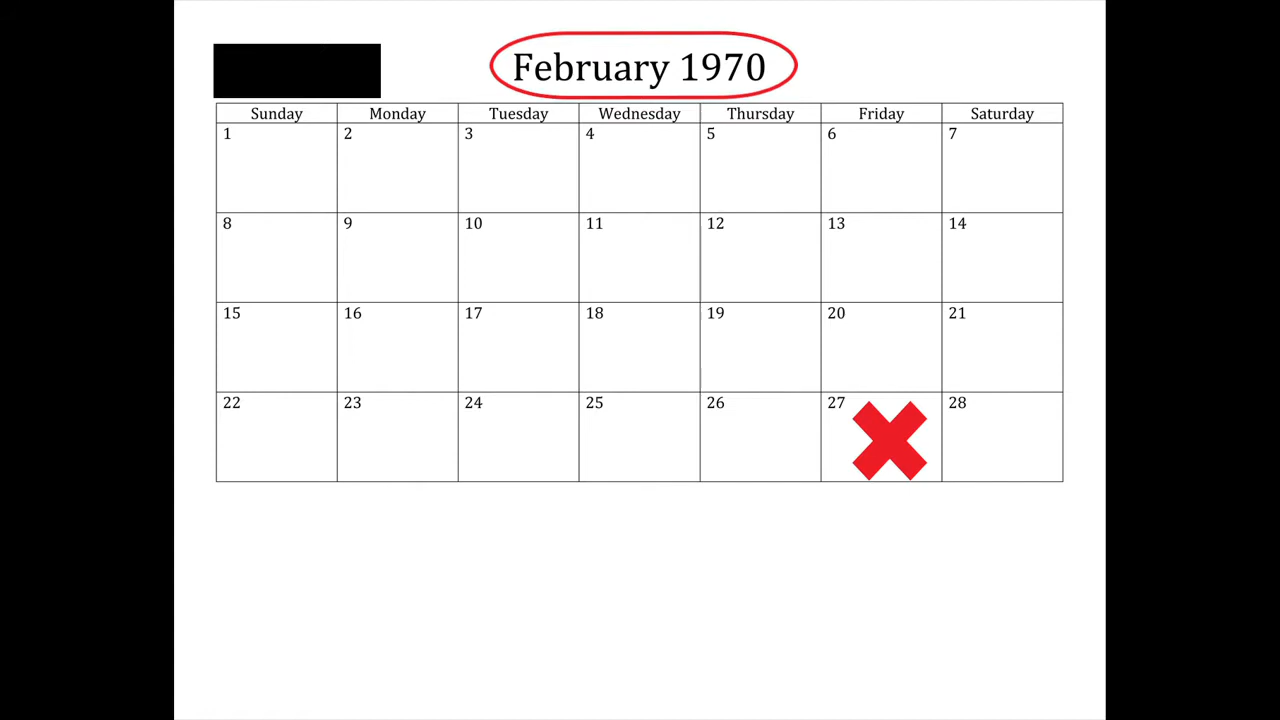 February 1970
Sunday Monday Tuesday Wednesday Thursday Friday Saturday
1 2 3 4 5 6 7
8 9 10 11 12 13 14
15 16 17 18 19 20 21
22 23 24 25 26 27 28